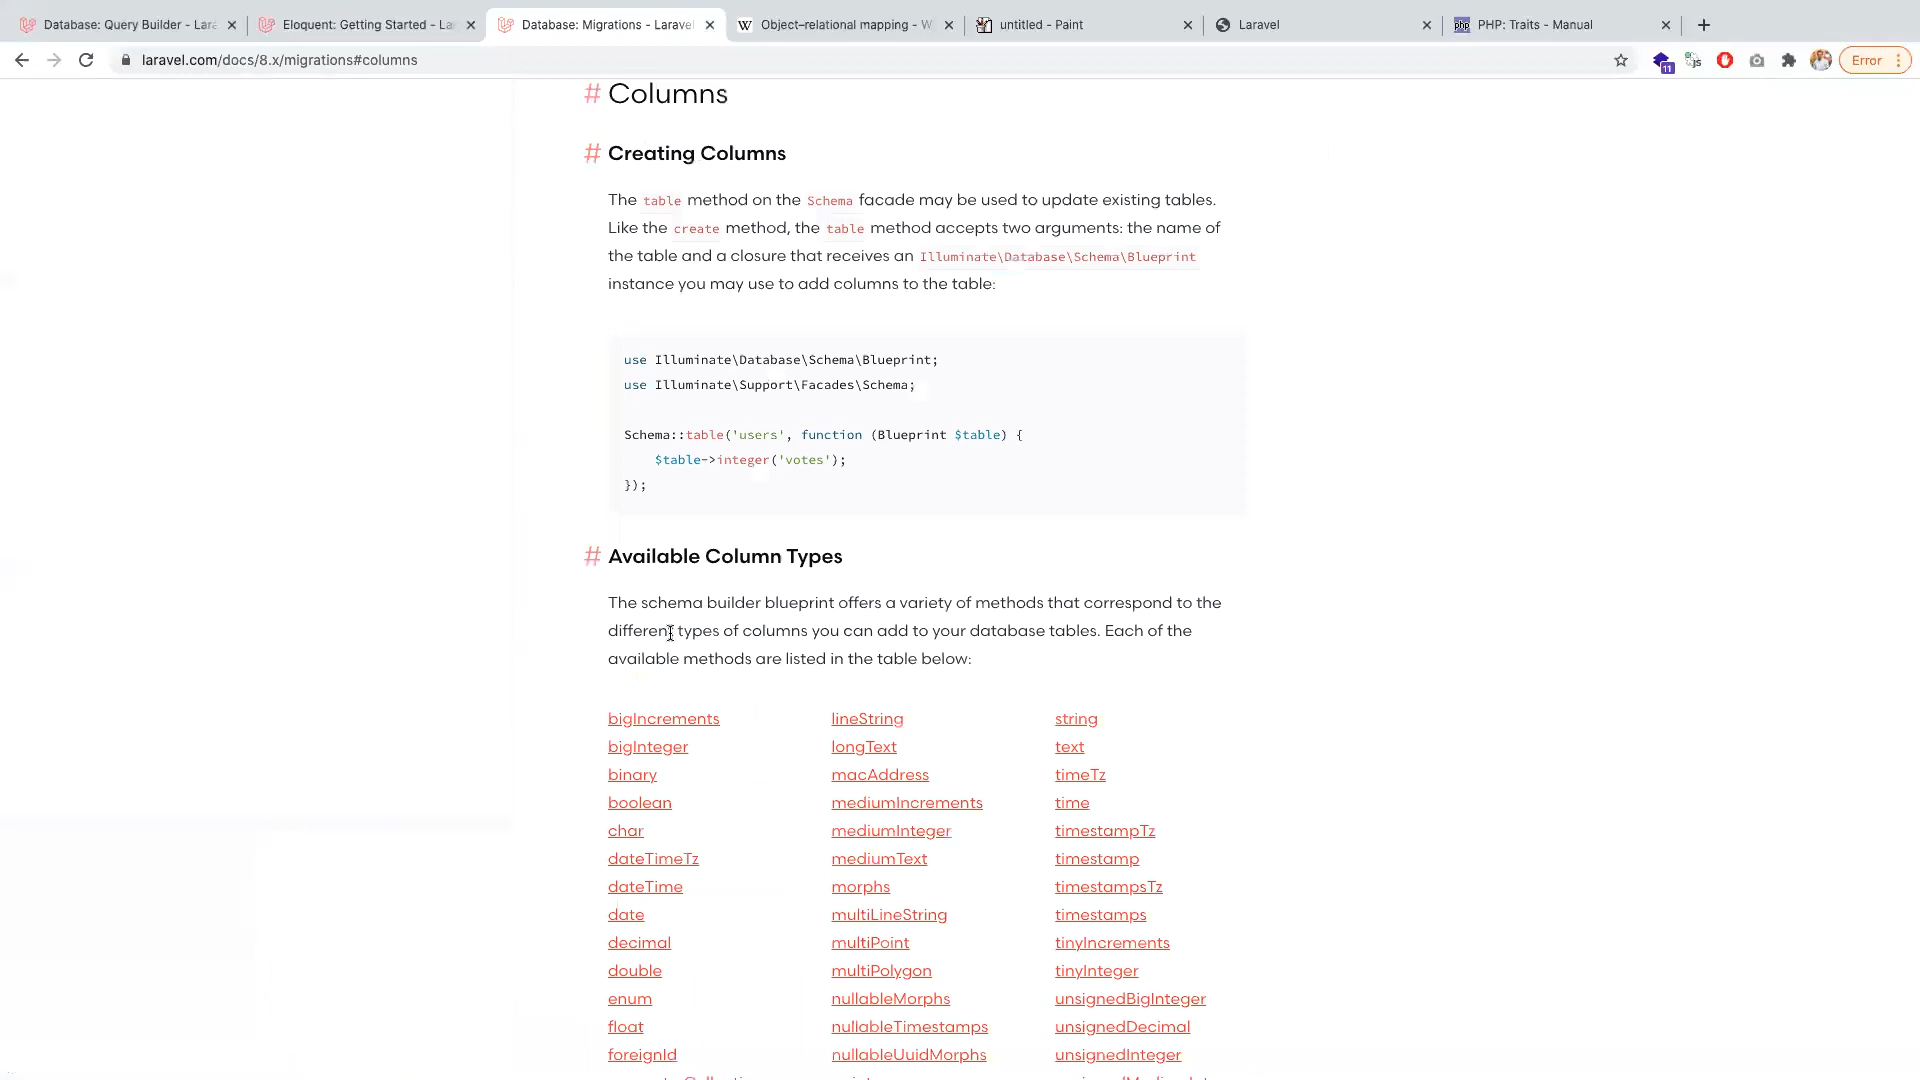 Database: Query Builder - Lara
Eloquent: Getting Started - La
Database: Migrations - Laravel
Object–relational mapping - W
untitled - Paint
Laravel
PHP: Traits - Manual
laravel.com/docs/8.x/migrations#columns
11
Error
# Columns
# Creating Columns
The table method on the Schema facade may be used to update existing tables.
Like the create method, the table method accepts two arguments: the name of
the table and a closure that receives an Illuminate\Database\Schema\Blueprint
instance you may use to add columns to the table:
use Illuminate\Database\Schema\Blueprint;
use Illuminate\Support\Facades\Schema;
Schema::table('users', function (Blueprint $table) {
$table->integer('votes');
});
# Available Column Types
The schema builder blueprint offers a variety of methods that correspond to the
different types of columns you can add to your database tables. Each of the
available methods are listed in the table below:
bigIncrements
bigInteger
binary
boolean
char
dateTimeTz
dateTime
date
decimal
double
enum
float
foreignId
lineString
longText
macAddress
mediumIncrements
mediumInteger
mediumText
morphs
multiLineString
multiPoint
multiPolygon
nullableMorphs
nullableTimestamps
nullableUuidMorphs
string
text
timeTz
time
timestampTz
timestamp
timestampsTz
timestamps
tinyIncrements
tinyInteger
unsignedBigInteger
unsignedDecimal
unsignedInteger